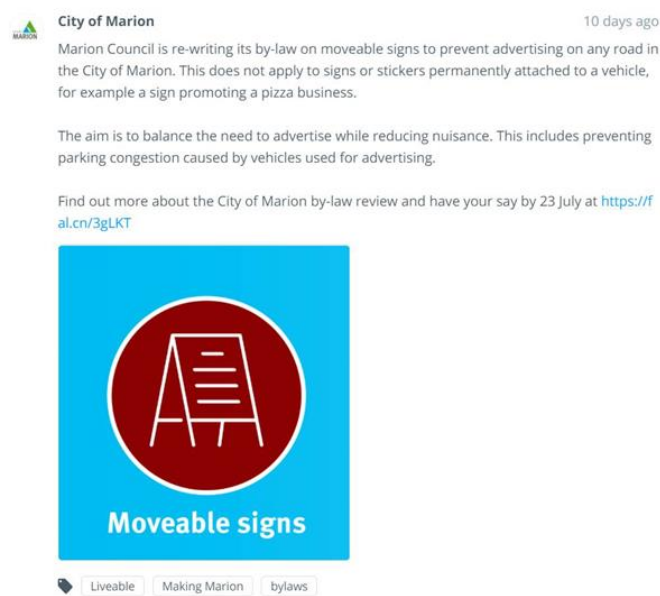 City of Marion
10 days ago
MARION
Marion Council is re-writing its by-law on moveable signs to prevent advertising on any road in
the City of Marion. This does not apply to signs or stickers permanently attached to a vehicle,
for example a sign promoting a pizza business.
The aim is to balance the need to advertise while reducing nuisance. This includes preventing
parking congestion caused by vehicles used for advertising.
Find out more about the City of Marion by-law review and have your say by 23 July at https://f
al.cn/3gLKT
Moveable signs
Liveable
Making Marion
bylaws